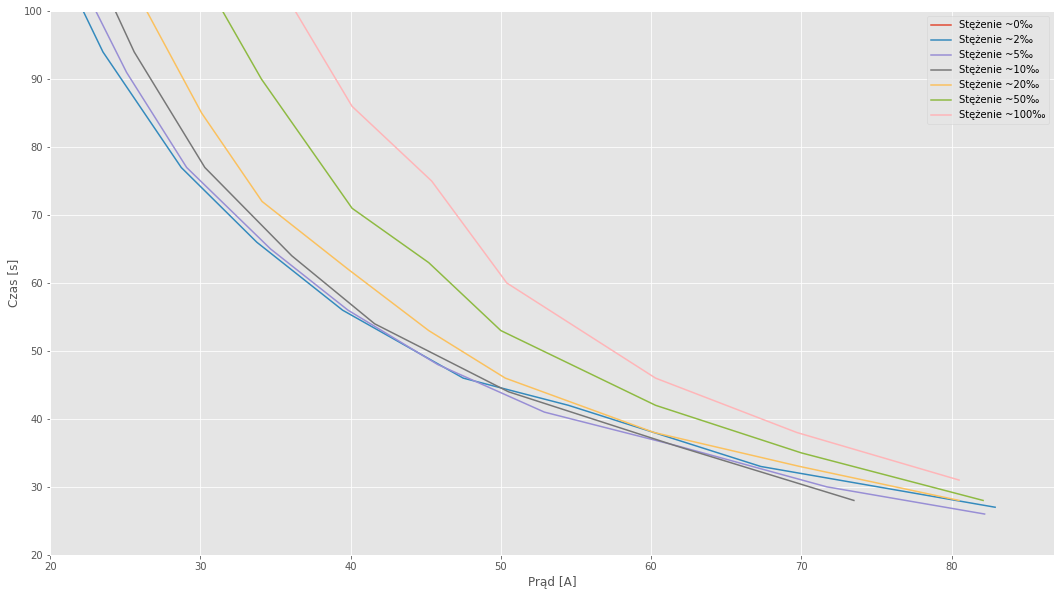 100
90
80
70
60
50
40
30
20
Czas [s]
20 30 40 50 60 70 80
Prąd [A]
Stężenie ~0‰
Stężenie ~2‰
Stężenie ~5‰
Stężenie ~10‰
Stężenie ~20‰
Stężenie ~50‰
Stężenie ~100‰